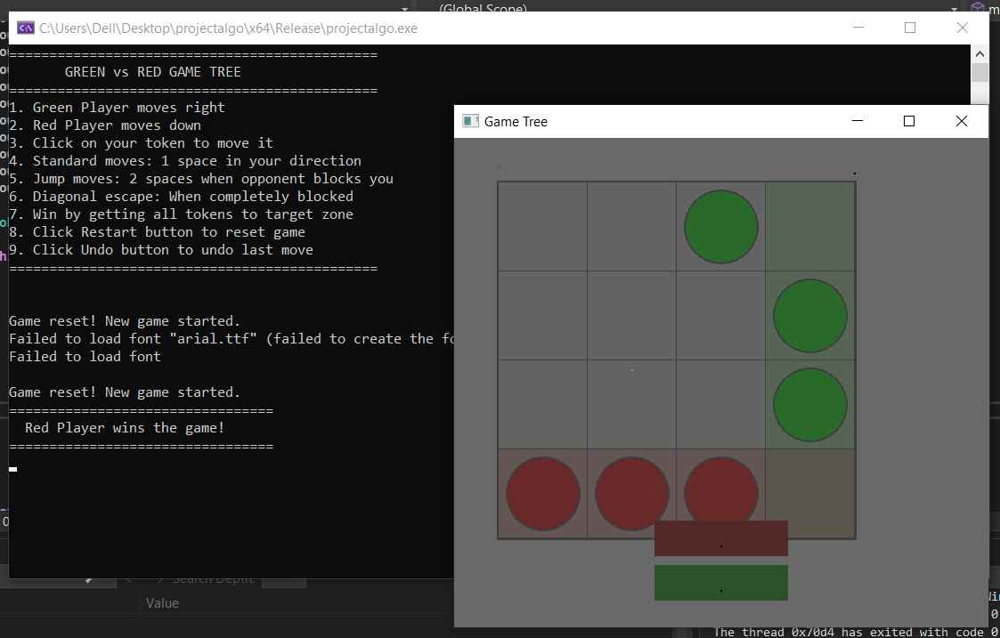 (Global Scope)
C:\Users\Dell\Desktop\projectalgo\x64\Release\projectalgo.exe
=============================================
GREEN vs RED GAME TREE
=============================================
1. Green Player moves right
2. Red Player moves down
3. Click on your token to move it
4. Standard moves: 1 space in your direction
5. Jump moves: 2 spaces when opponent blocks you
6. Diagonal escape: When completely blocked
7. Win by getting all tokens to target zone
8. Click Restart button to reset game
9. Click Undo button to undo last move
=============================================
Game reset! New game started.
Failed to load font "arial.ttf" (failed to create the fo
Failed to load font
Game reset! New game started.
=================================
Red Player wins the game!
=================================
Game Tree
Search Depth:
Value
The thread 0x70d4 has exited with code 0